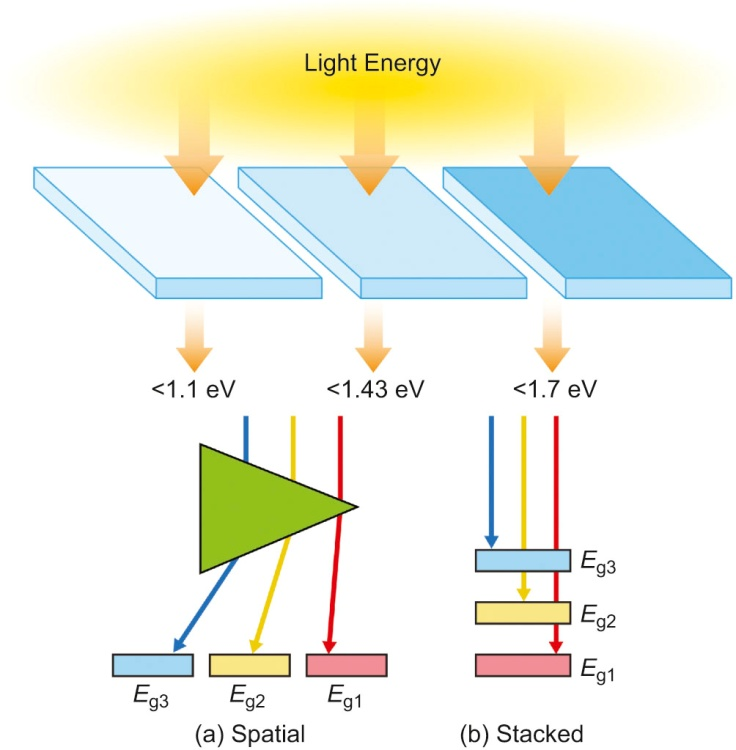 Light Energy
<1.1 eV
<1.43 eV
<1.7 eV
Eg3
Eg2
Eg1
Eg3
Eg2
Eg1
(a) Spatial
(b) Stacked